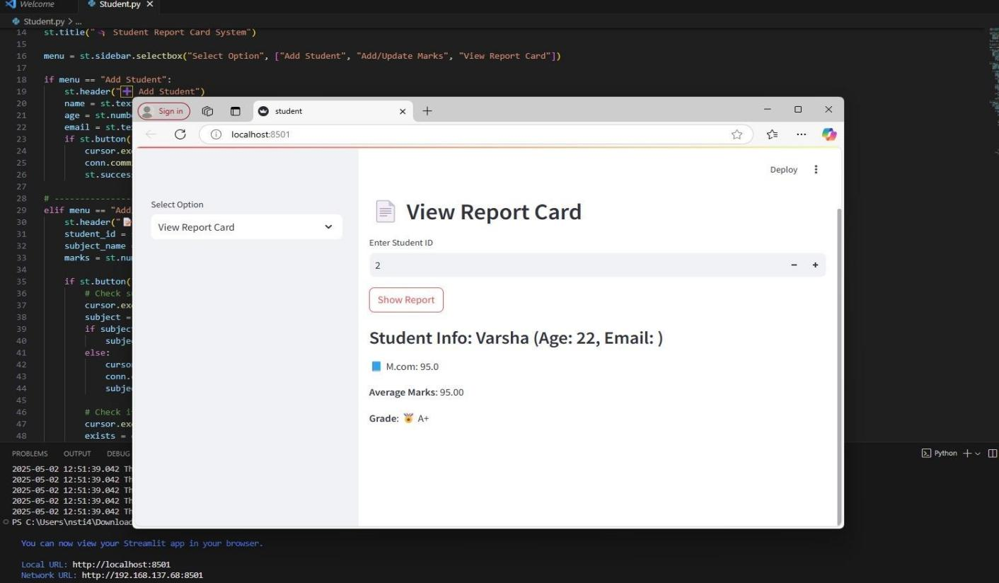 Welcome
Student.py
Student.py > ...
14 st.title(" Student Report Card System")
15
16 menu = st.sidebar.selectbox("Select Option", ["Add Student", "Add/Update Marks", "View Report Card"])
17
18 if menu == "Add Student":
19 st.header("➕ Add Student")
20 name = st.tex
21 age = st.numb
22 email = st.te
23 if st.button(
24 cursor.exe
25 conn.comm
26 st.succes
27
28 # ---------------
29 elif menu == "Add
30 st.header("📝
31 student_id =
32 subject_name
33 marks = st.nu
34
35 if st.button(
36 # Check s
37 cursor.exe
38 subject =
39 if subjec
40 subje
41 else:
42 curso
43 conn.
44 subje
45
46 # Check i
47 cursor.exe
48 exists =
Sign in
student
localhost:8501
Deploy
Select Option
View Report Card
📄 View Report Card
Enter Student ID
2
− +
Show Report
Student Info: Varsha (Age: 22, Email: )
📘 M.com: 95.0
Average Marks: 95.00
Grade: 🏅 A+
PROBLEMS OUTPUT DEBUG
Python
2025-05-02 12:51:39.042 Th
2025-05-02 12:51:39.042 Th
2025-05-02 12:51:39.042 Th
2025-05-02 12:51:39.042 Th
2025-05-02 12:51:39.042 Th
PS C:\Users\nsti4\Download
You can now view your Streamlit app in your browser.
Local URL: http://localhost:8501
Network URL: http://192.168.137.68:8501